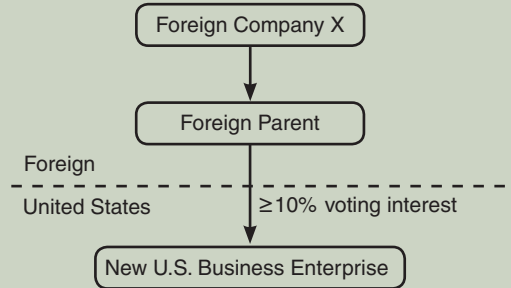 Foreign Company X
Foreign Parent
Foreign
United States
≥10% voting interest
New U.S. Business Enterprise